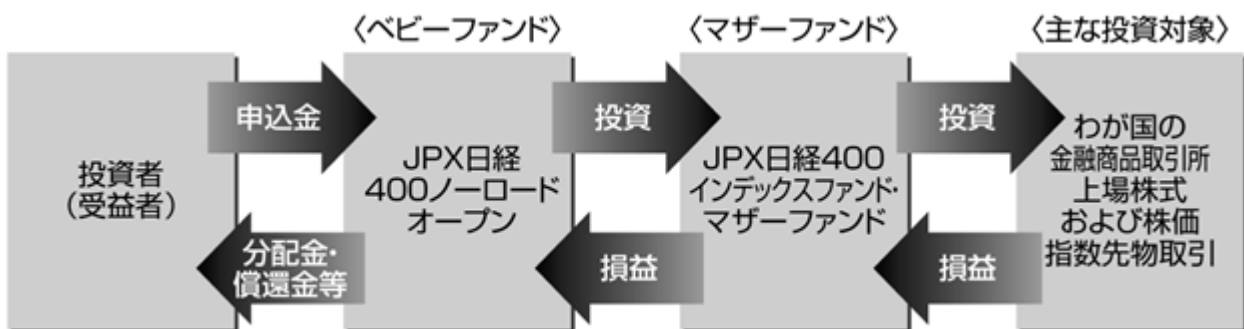 〈ベビーファンド〉
〈マザーファンド〉
〈主な投資対象〉
投資者
（受益者）
申込金
分配金・
償還金等
JPX日経
400ノーロード
オープン
投資
損益
JPX日経400
インデックスファンド・
マザーファンド
投資
損益
わが国の
金融商品取引所
上場株式
および株価
指数先物取引